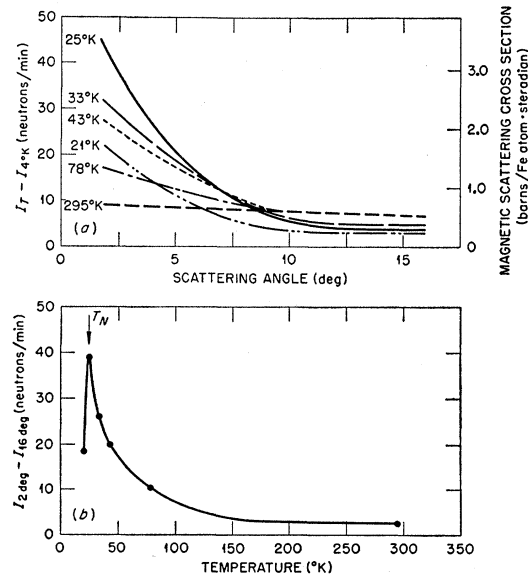 50
40
30
20
10
0
I_T – I_4°K (neutrons/min)
25°K
33°K
43°K
21°K
78°K
295°K
(a)
3.0
2.0
1.0
0
MAGNETIC SCATTERING CROSS SECTION
(barns/Fe atom • steradian)
0
5
10
15
SCATTERING ANGLE (deg)
50
40
30
20
10
0
I_2 deg – I_16 deg (neutrons/min)
T_N
(b)
0
50
100
150
200
250
300
350
TEMPERATURE (°K)